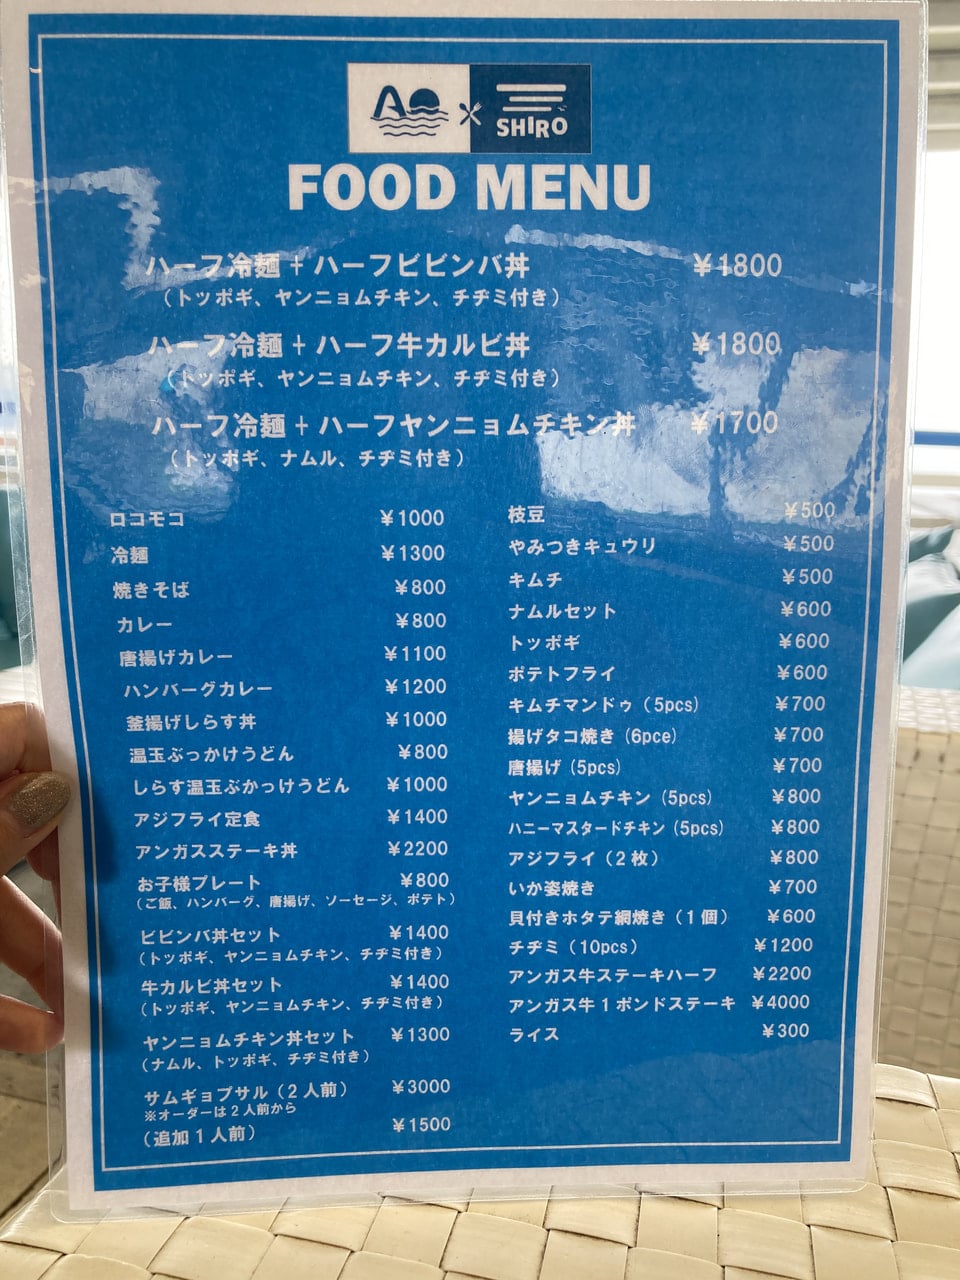 AO × SHIRO
FOOD MENU
ハーフ冷麺 + ハーフビビンバ丼 ¥1800
（トッポギ、ヤンニョムチキン、チヂミ付き）
ハーフ冷麺 + ハーフ牛カルビ丼 ¥1800
（トッポギ、ヤンニョムチキン、チヂミ付き）
ハーフ冷麺 + ハーフヤンニョムチキン丼 ¥1700
（トッポギ、ナムル、チヂミ付き）
ロコモコ ¥1000
冷麺 ¥1300
焼きそば ¥800
カレー ¥800
唐揚げカレー ¥1100
ハンバーグカレー ¥1200
釜揚げしらす丼 ¥1000
温玉ぶっかけうどん ¥800
しらす温玉ぶかっけうどん ¥1000
アジフライ定食 ¥1400
アンガスステーキ丼 ¥2200
お子様プレート ¥800
（ご飯、ハンバーグ、唐揚げ、ソーセージ、ポテト）
ビビンバ丼セット ¥1400
（トッポギ、ヤンニョムチキン、チヂミ付き）
牛カルビ丼セット ¥1400
（トッポギ、ヤンニョムチキン、チヂミ付き）
ヤンニョムチキン丼セット ¥1300
（ナムル、トッポギ、チヂミ付き）
サムギョプサル（2人前） ¥3000
※オーダーは2人前から
（追加1人前） ¥1500
枝豆 ¥500
やみつきキュウリ ¥500
キムチ ¥500
ナムルセット ¥600
トッポギ ¥600
ポテトフライ ¥600
キムチマンドゥ（5pcs) ¥700
揚げタコ焼き (6pce) ¥700
唐揚げ (5pcs) ¥700
ヤンニョムチキン (5pcs) ¥800
ハニーマスタードチキン (5pcs) ¥800
アジフライ（2枚） ¥800
いか姿焼き ¥700
貝付きホタテ網焼き（1個） ¥600
チヂミ（10pcs） ¥1200
アンガス牛ステーキハーフ ¥2200
アンガス牛1ポンドステーキ ¥4000
ライス ¥300